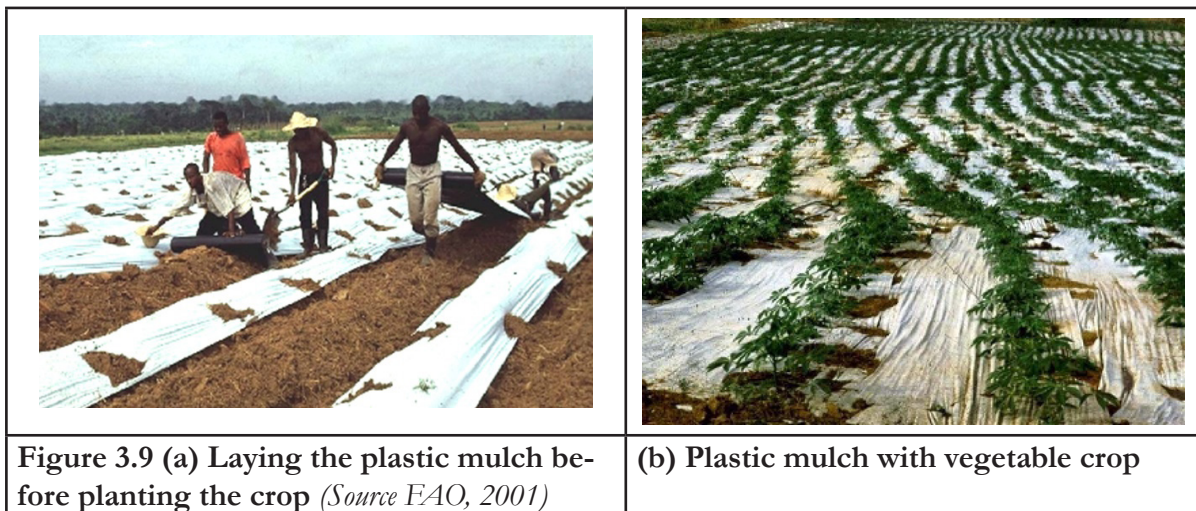 Figure 3.9 (a) Laying the plastic mulch be-
fore planting the crop (Source FAO, 2001)
(b) Plastic mulch with vegetable crop